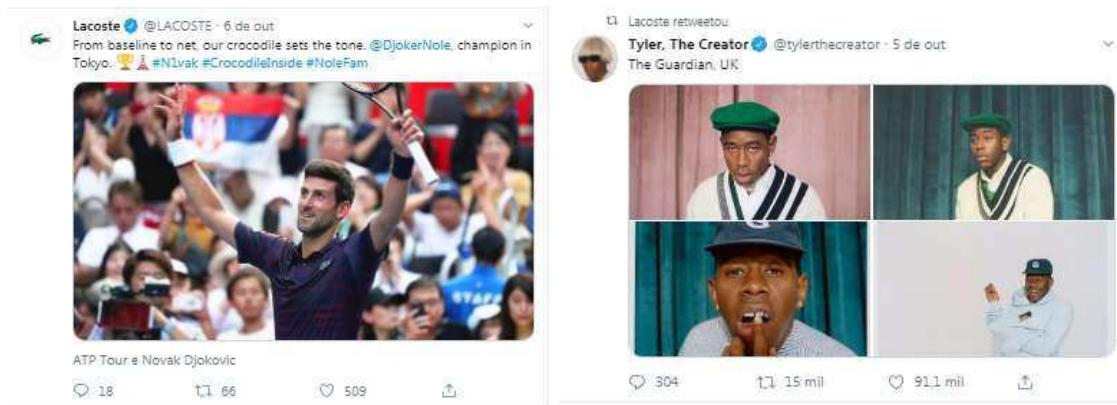 Lacoste @LACOSTE · 6 de out
From baseline to net, our crocodile sets the tone. @DjokerNole, champion in
Tokyo. 🏆🗼 #N1vak #CrocodileInside #NoleFam
STAFF
ATP Tour e Novak Djokovic
18 66 509
Lacoste retweetou
Tyler, The Creator @tylerthecreator · 5 de out
The Guardian, UK
304 15 mil 91,1 mil